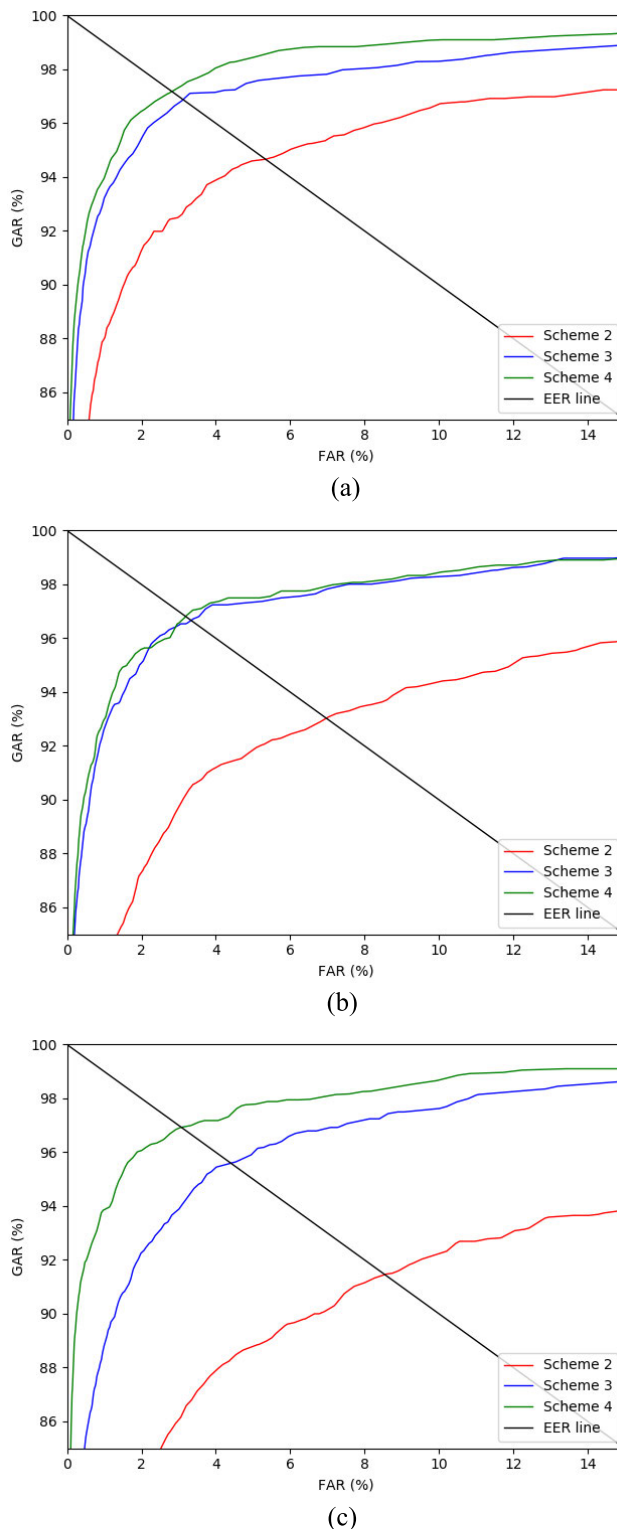 100
98
96
94
92
90
88
86
GAR (%)
Scheme 2
Scheme 3
Scheme 4
EER line
0 2 4 6 8 10 12 14
FAR (%)
(a)
100
98
96
94
92
90
88
86
GAR (%)
Scheme 2
Scheme 3
Scheme 4
EER line
0 2 4 6 8 10 12 14
FAR (%)
(b)
100
98
96
94
92
90
88
86
GAR (%)
Scheme 2
Scheme 3
Scheme 4
EER line
0 2 4 6 8 10 12 14
FAR (%)
(c)